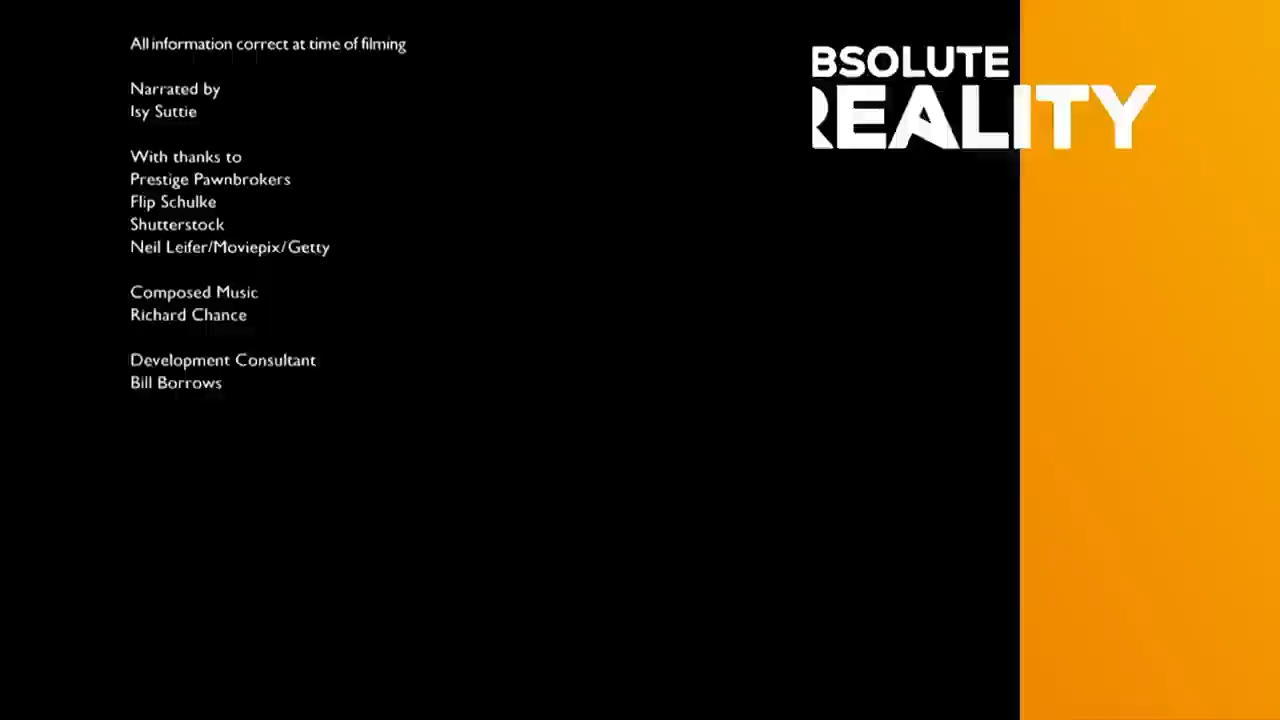 All information correct at time of filming
Narrated by
Isy Suttie
With thanks to
Prestige Pawnbrokers
Flip Schulke
Shutterstock
Neil Leifer/Moviepix/Getty
Composed Music
Richard Chance
Development Consultant
Bill Borrows
BSOLUTE
REALITY